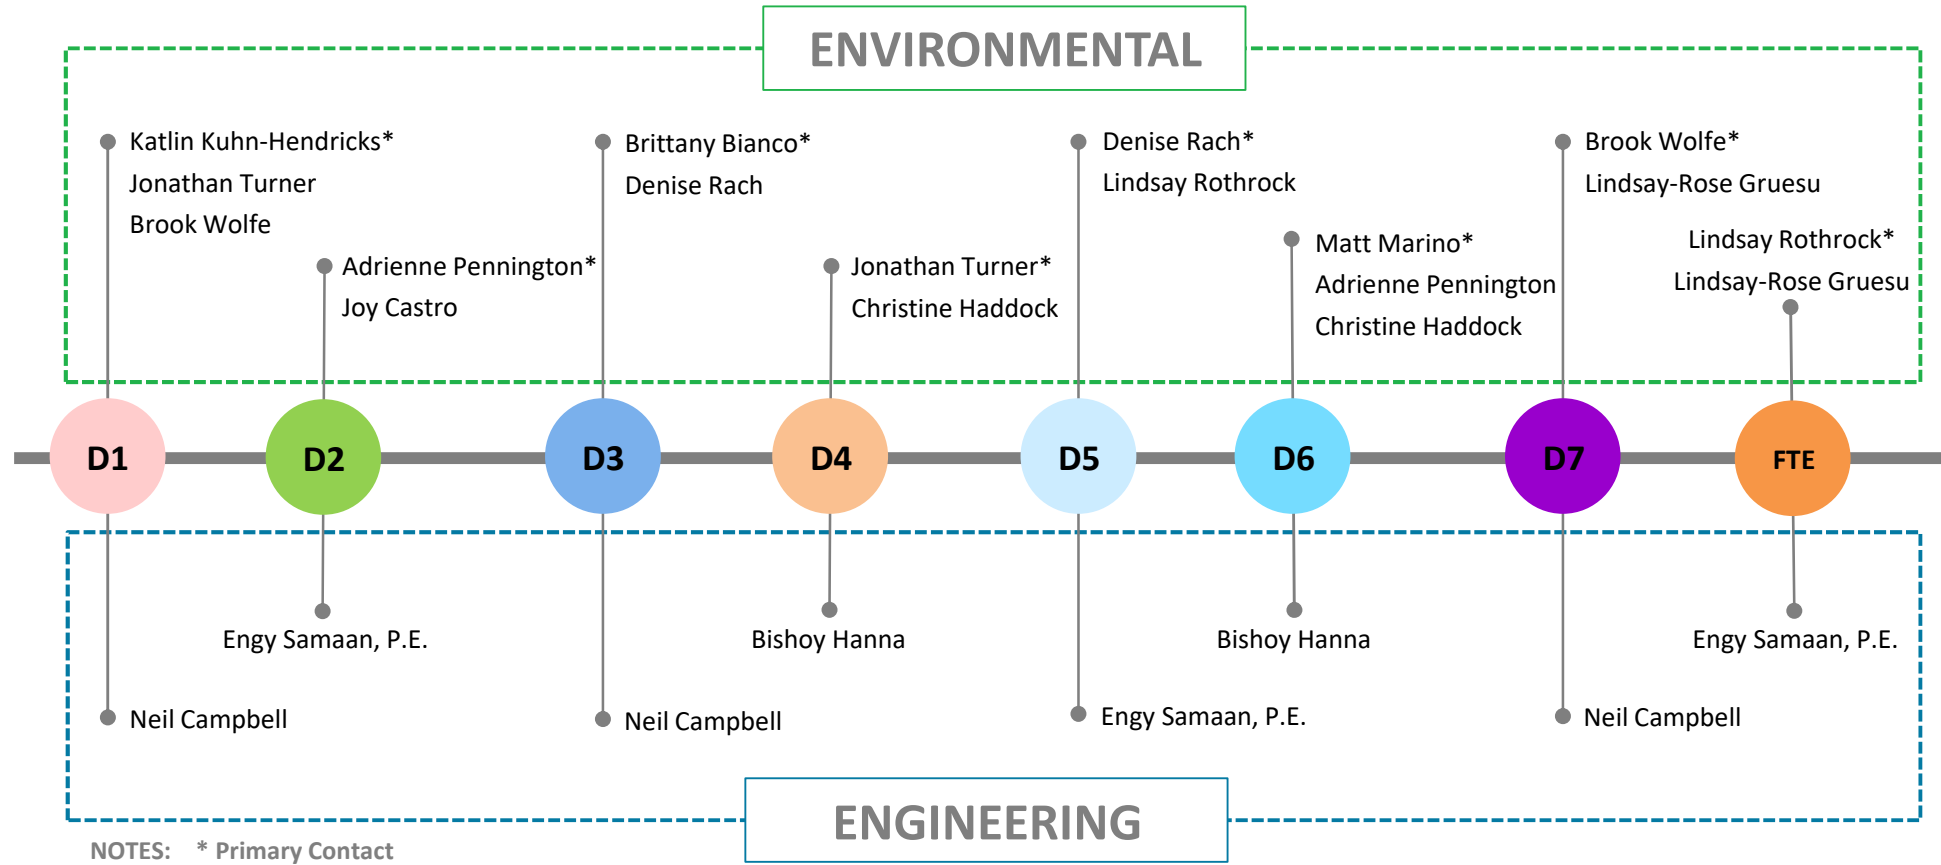 ENVIRONMENTAL
Katlin Kuhn-Hendricks*
Jonathan Turner
Brook Wolfe
Adrienne Pennington*
Joy Castro
Brittany Bianco*
Denise Rach
Jonathan Turner*
Christine Haddock
Denise Rach*
Lindsay Rothrock
Matt Marino*
Adrienne Pennington
Christine Haddock
Brook Wolfe*
Lindsay-Rose Gruesu
Lindsay Rothrock*
Lindsay-Rose Gruesu
D1
D2
D3
D4
D5
D6
D7
FTE
Neil Campbell
Engy Samaan, P.E.
Neil Campbell
Bishoy Hanna
Engy Samaan, P.E.
Bishoy Hanna
Neil Campbell
Engy Samaan, P.E.
ENGINEERING
NOTES: * Primary Contact